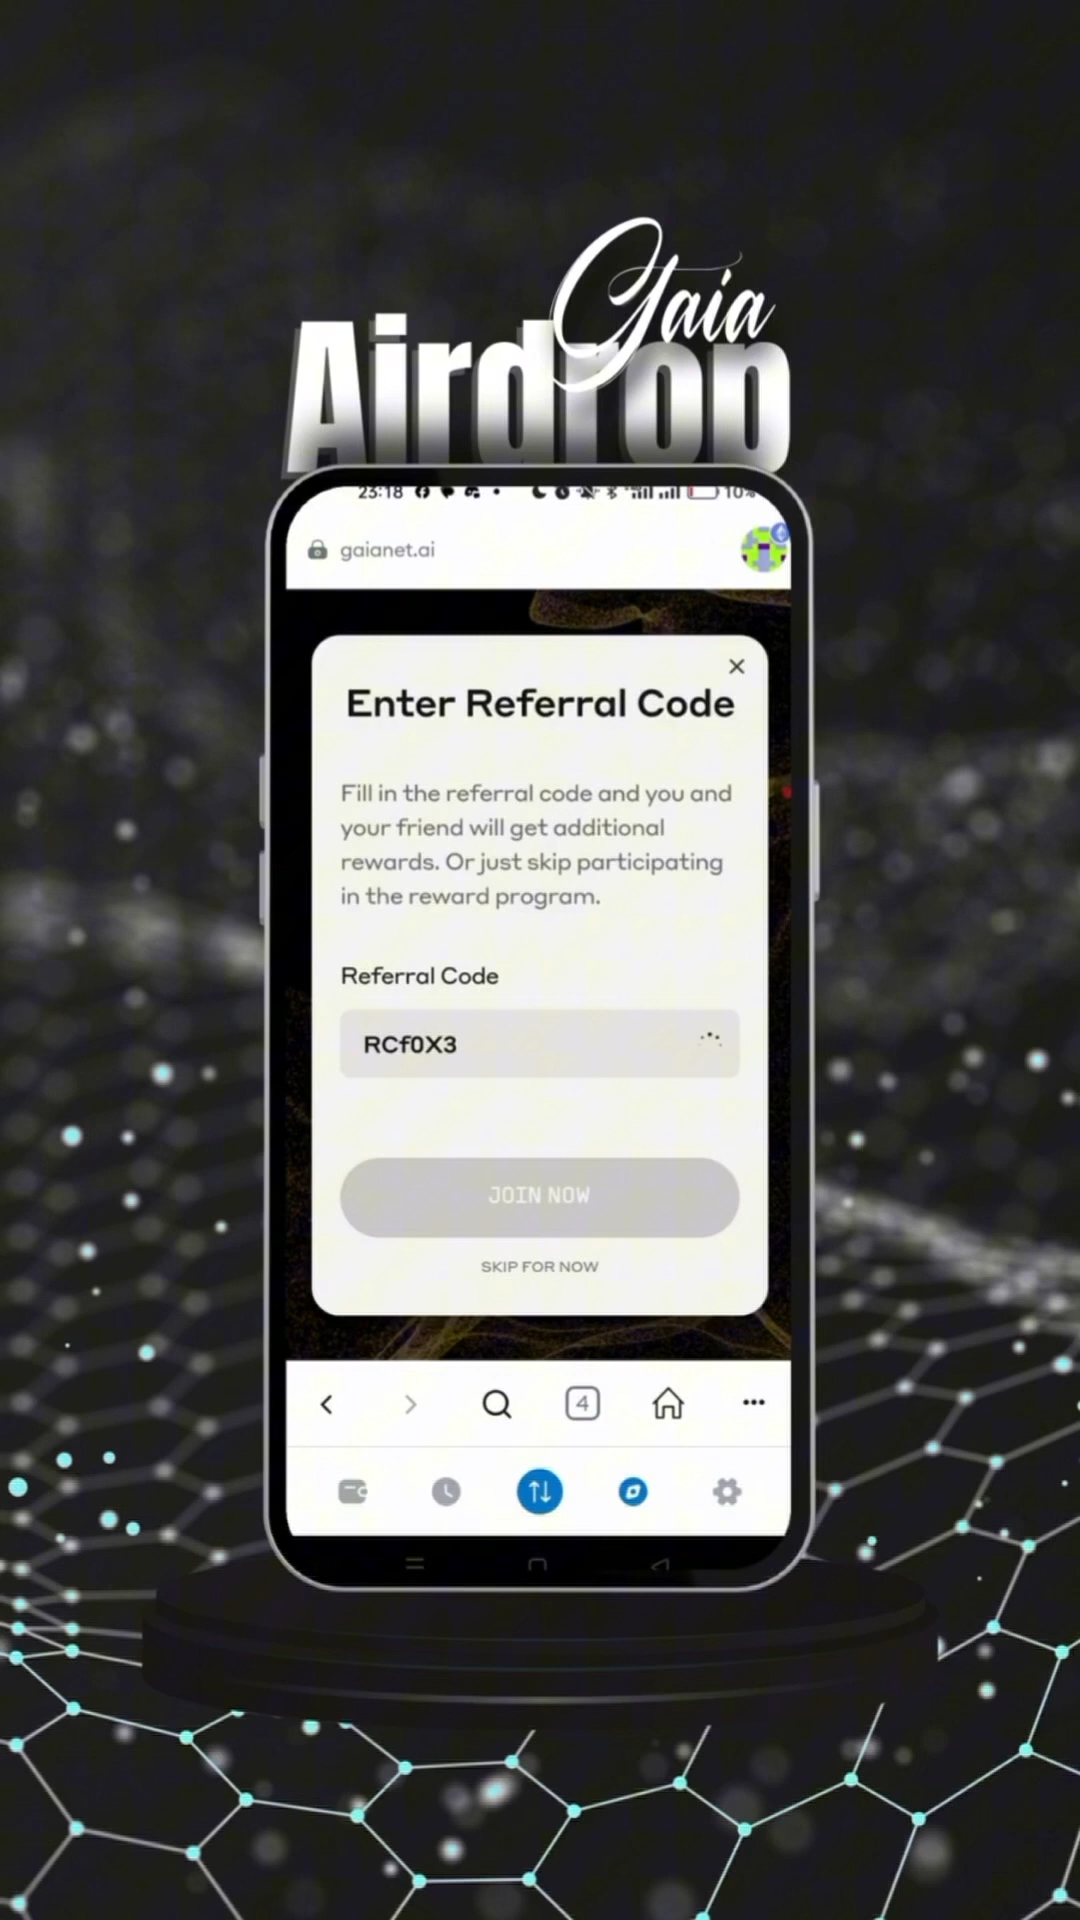 Gaia
Airdrop
23:18 10%
gaianet.ai
Enter Referral Code
Fill in the referral code and you and
your friend will get additional
rewards. Or just skip participating
in the reward program.
Referral Code
RCf0X3
JOIN NOW
SKIP FOR NOW
4